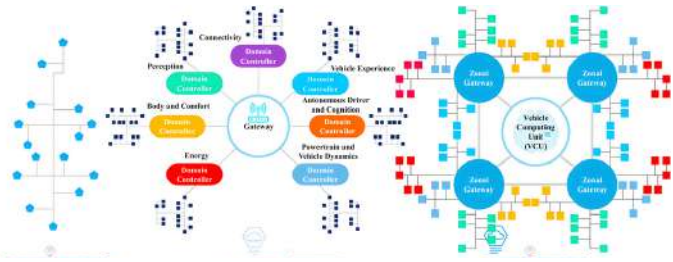 Connectivity
Domain
Controller
Perception
Domain
Controller
Vehicle Experience
Domain
Controller
Body and Comfort
Domain
Controller
Gateway
Autonomous Driver
and Cognition
Domain
Controller
Energy
Domain
Controller
Powertrain and
Vehicle Dynamics
Domain
Controller
Zonal
Gateway
Zonal
Gateway
Vehicle
Computing
Unit
(VCU)
Zonal
Gateway
Zonal
Gateway